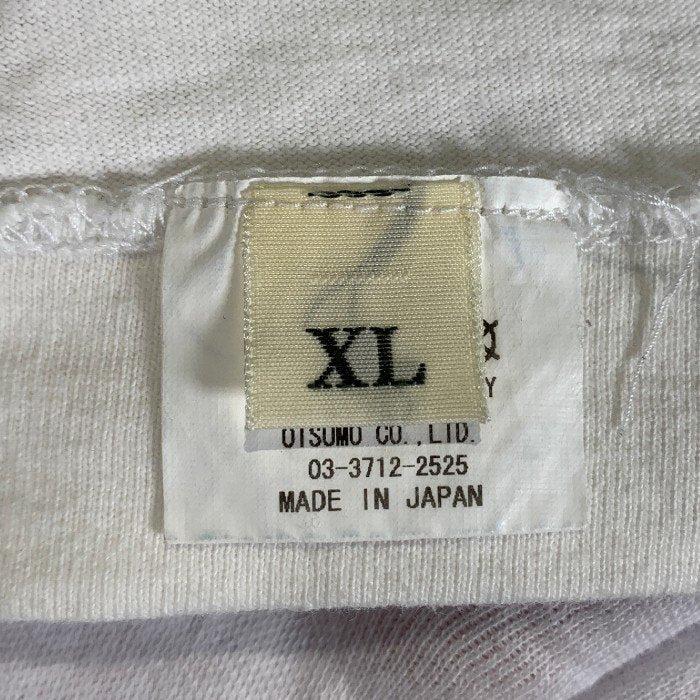 XL
Y
OTSUMO CO.,LTD.
03-3712-2525
MADE IN JAPAN